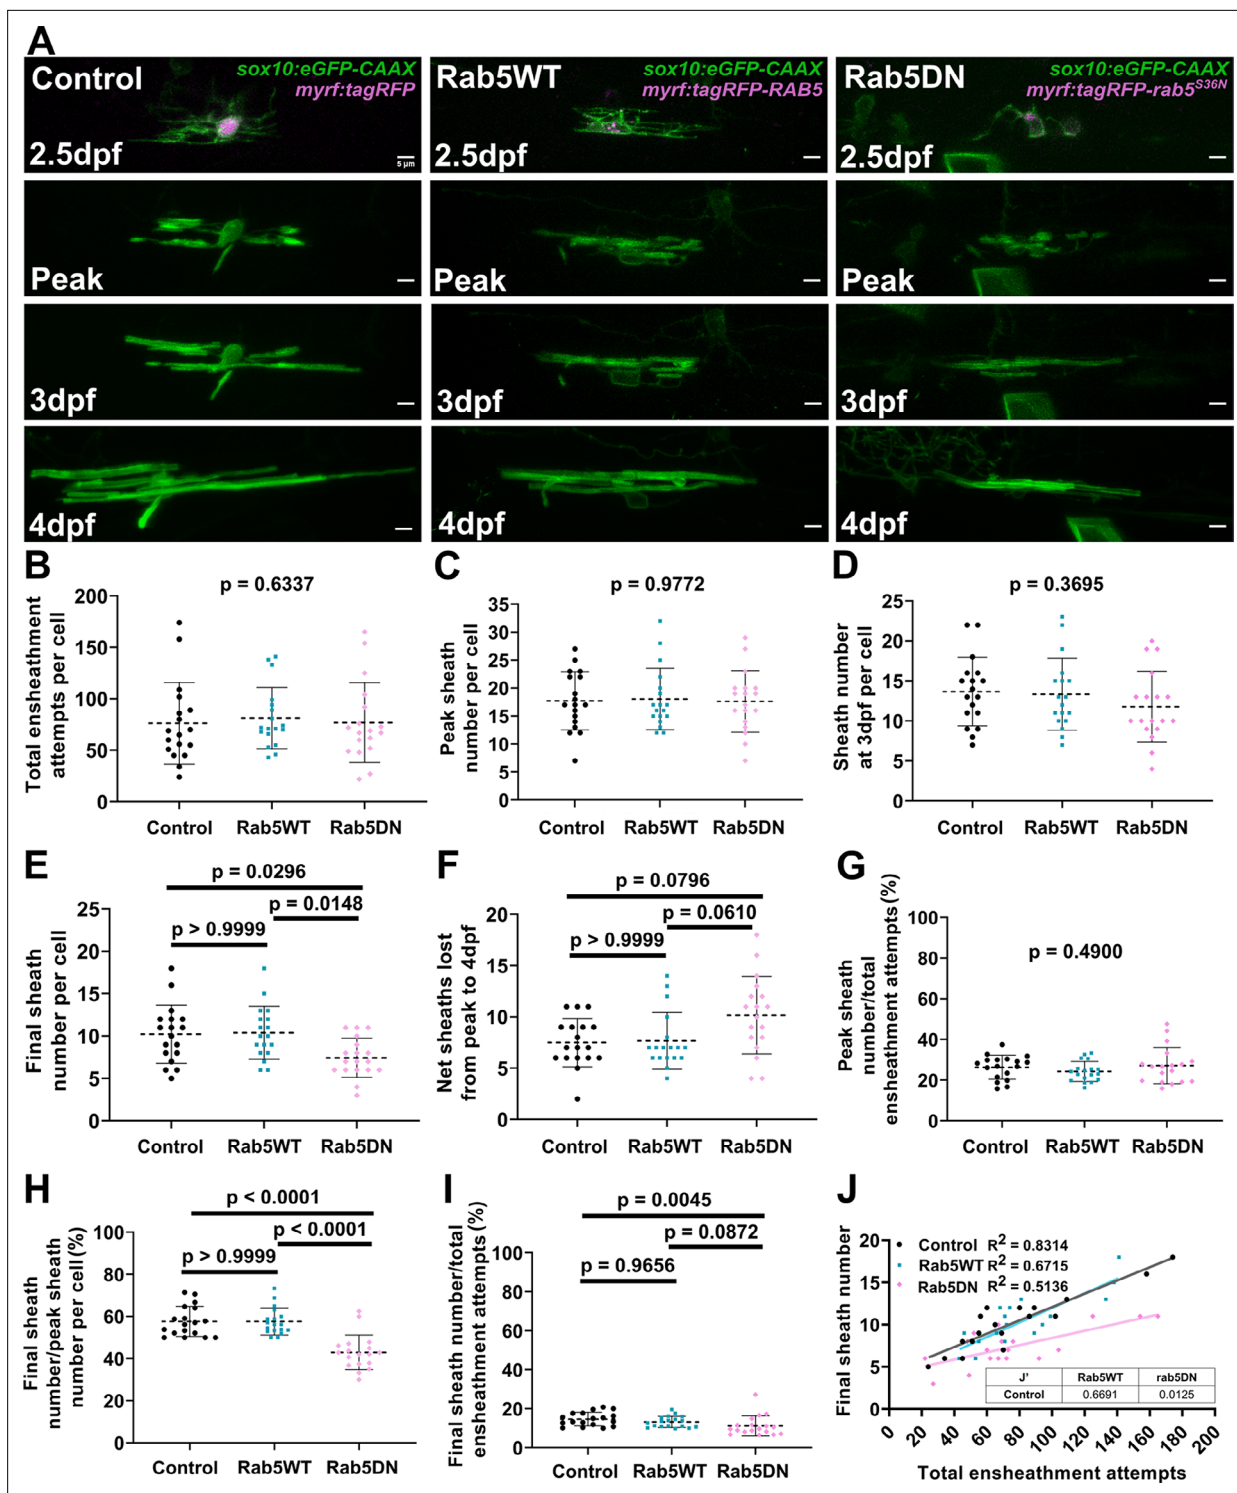 A
Control
sox10:eGFP-CAAX
myrf:tagRFP
2.5dpf
5 µm
Rab5WT
sox10:eGFP-CAAX
myrf:tagRFP-RAB5
2.5dpf
Rab5DN
sox10:eGFP-CAAX
myrf:tagRFP-rab5S36N
2.5dpf
Peak
Peak
Peak
3dpf
3dpf
3dpf
4dpf
4dpf
4dpf
B
p = 0.6337
Total ensheathment
attempts per cell
200
150
100
50
0
Control Rab5WT Rab5DN
C
p = 0.9772
Peak sheath
number per cell
35
30
25
20
15
10
5
0
Control Rab5WT Rab5DN
D
p = 0.3695
Sheath number
at 3dpf per cell
25
20
15
10
5
0
Control Rab5WT Rab5DN
E
p = 0.0296
p = 0.0148
p > 0.9999
Final sheath
number per cell
25
20
15
10
5
0
Control Rab5WT Rab5DN
F
p = 0.0796
p = 0.0610
p > 0.9999
Net sheaths lost
from peak to 4dpf
20
15
10
5
0
Control Rab5WT Rab5DN
G
p = 0.4900
Peak sheath
number/total
ensheathment attempts (%)
100
80
60
40
20
0
Control Rab5WT Rab5DN
H
p < 0.0001
p < 0.0001
p > 0.9999
Final sheath
number/peak sheath
number per cell (%)
100
80
60
40
20
0
Control Rab5WT Rab5DN
I
p = 0.0045
p = 0.0872
p = 0.9656
Final sheath number/total
ensheathment attempts (%)
100
80
60
40
20
0
Control Rab5WT Rab5DN
J
Control R2 = 0.8314
Rab5WT R2 = 0.6715
Rab5DN R2 = 0.5136
Final sheath number
20
15
10
5
0
J' Rab5WT rab5DN
Control 0.6691 0.0125
0 20 40 60 80 100 120 140 160 180 200
Total ensheathment attempts